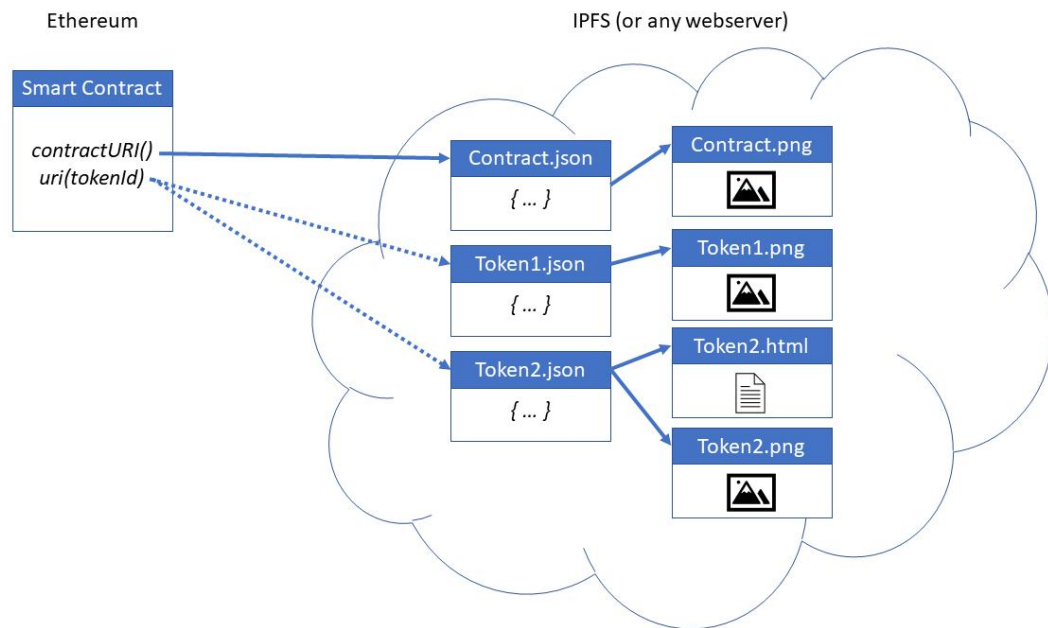 Ethereum
IPFS (or any webserver)
Smart Contract
contractURI()
uri(tokenId)
Contract.json
{ ... }
Contract.png
Token1.json
{ ... }
Token1.png
Token2.json
{ ... }
Token2.html
Token2.png